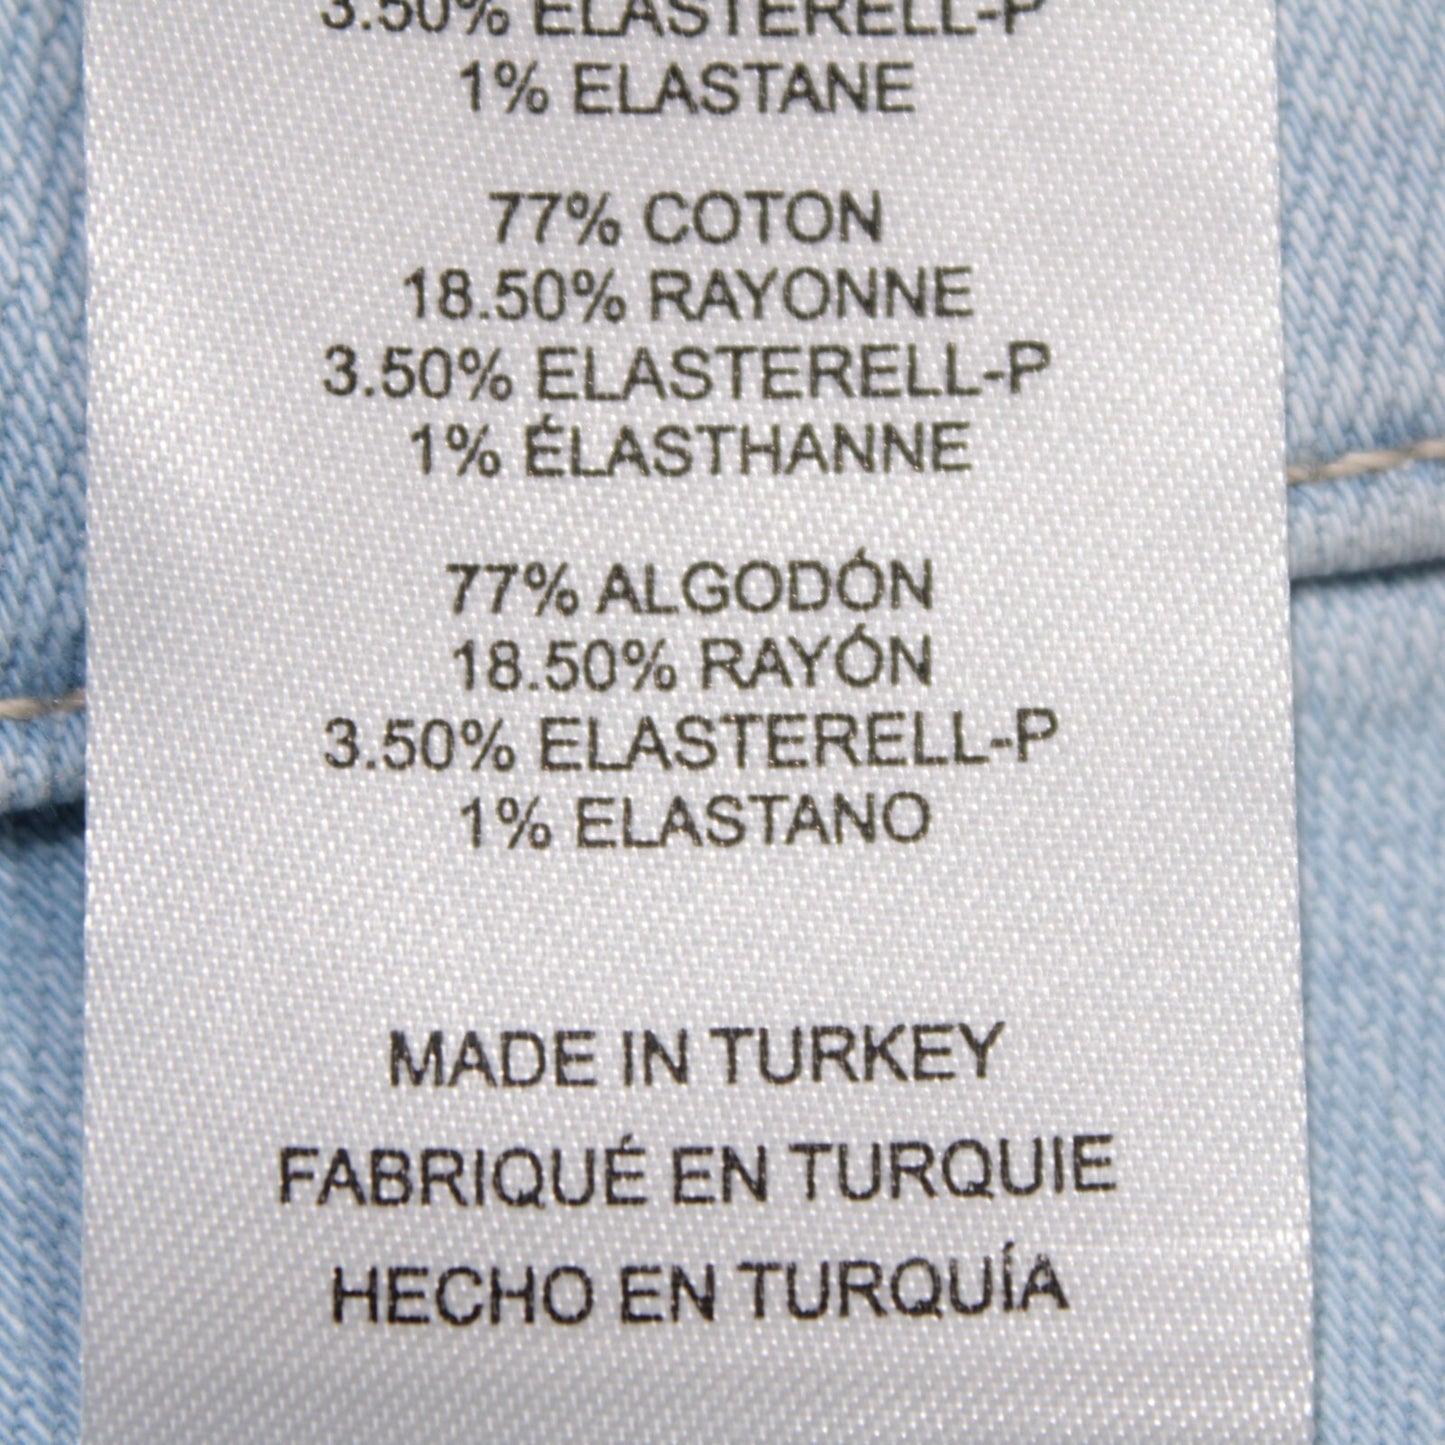 3.50% ELASTERELL-P
1% ELASTANE
77% COTON
18.50% RAYONNE
3.50% ELASTERELL-P
1% ÉLASTHANNE
77% ALGODÓN
18.50% RAYÓN
3.50% ELASTERELL-P
1% ELASTANO
MADE IN TURKEY
FABRIQUÉ EN TURQUIE
HECHO EN TURQUÍA